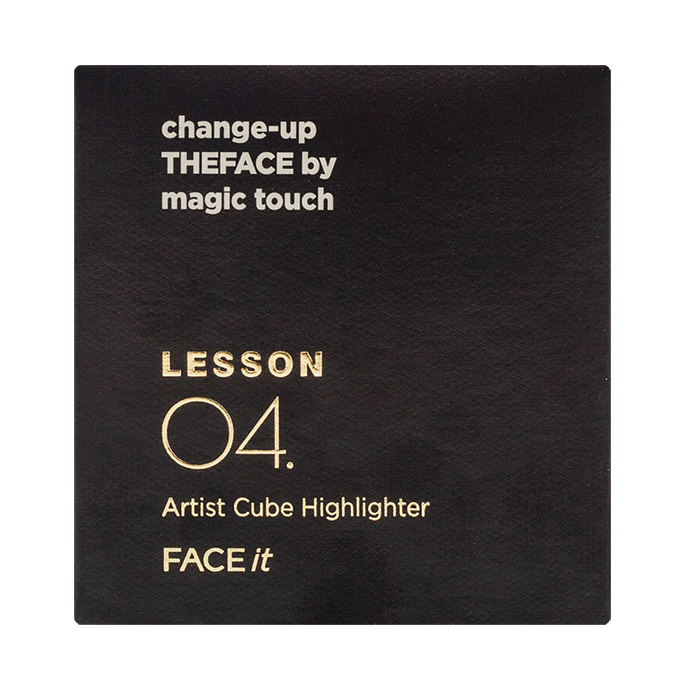 change-up
THEFACE by
magic touch
LESSON
04.
Artist Cube Highlighter
FACE it